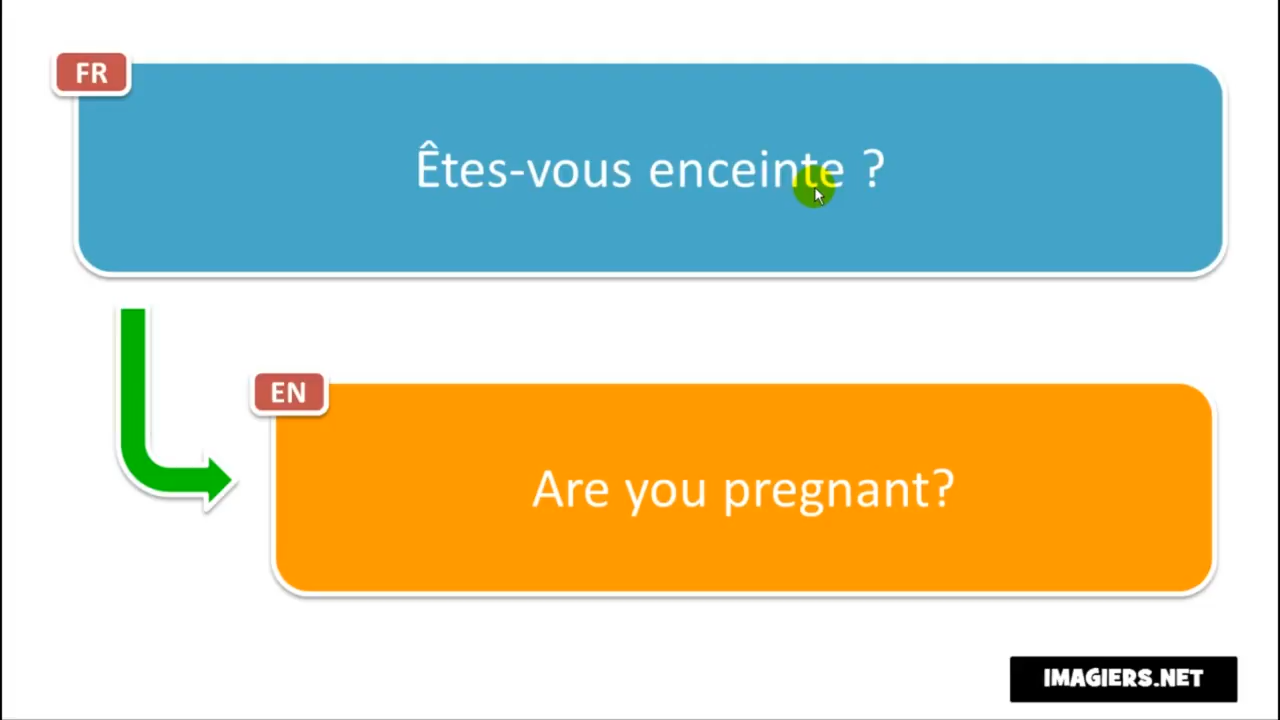 FR
Êtes-vous enceinte ?
EN
Are you pregnant?
IMAGIERS.NET